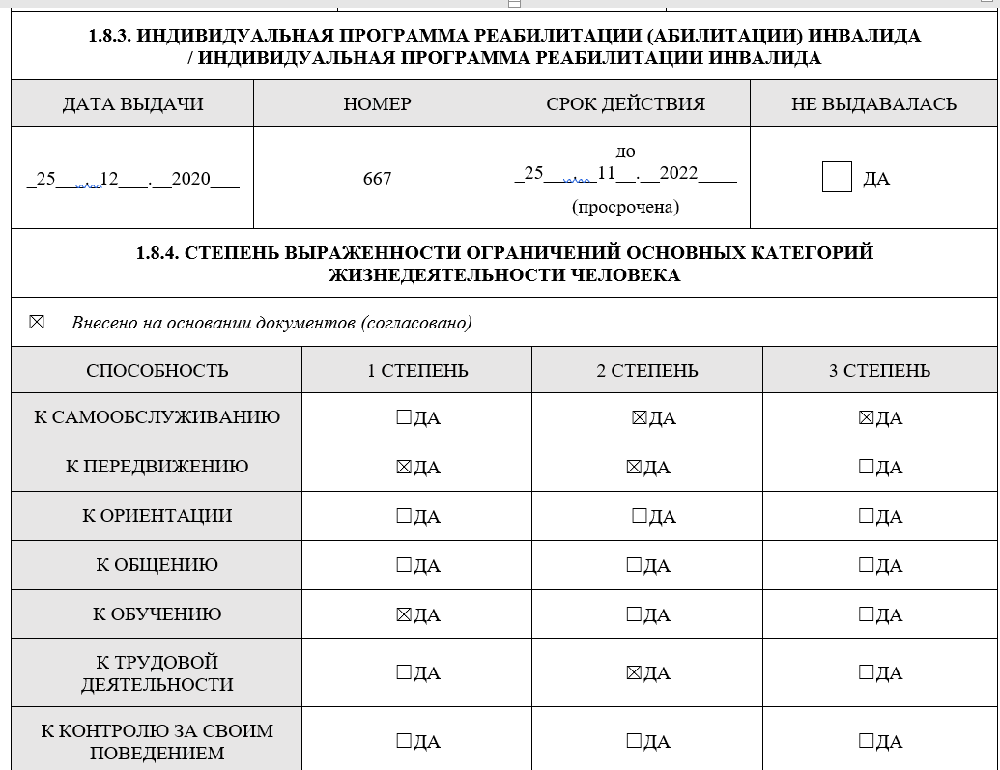 1.8.3. ИНДИВИДУАЛЬНАЯ ПРОГРАММА РЕАБИЛИТАЦИИ (АБИЛИТАЦИИ) ИНВАЛИДА
/ ИНДИВИДУАЛЬНАЯ ПРОГРАММА РЕАБИЛИТАЦИИ ИНВАЛИДА
ДАТА ВЫДАЧИ НОМЕР СРОК ДЕЙСТВИЯ НЕ ВЫДАВАЛАСЬ
до
_25___.__12___.__2020___ 667 _25___.__11__.__2022____ ☐ ДА
(просрочена)
1.8.4. СТЕПЕНЬ ВЫРАЖЕННОСТИ ОГРАНИЧЕНИЙ ОСНОВНЫХ КАТЕГОРИЙ
ЖИЗНЕДЕЯТЕЛЬНОСТИ ЧЕЛОВЕКА
☒ Внесено на основании документов (согласовано)
СПОСОБНОСТЬ 1 СТЕПЕНЬ 2 СТЕПЕНЬ 3 СТЕПЕНЬ
К САМООБСЛУЖИВАНИЮ ☐ДА ☒ДА ☒ДА
К ПЕРЕДВИЖЕНИЮ ☒ДА ☒ДА ☐ДА
К ОРИЕНТАЦИИ ☐ДА ☐ДА ☐ДА
К ОБЩЕНИЮ ☐ДА ☐ДА ☐ДА
К ОБУЧЕНИЮ ☒ДА ☐ДА ☐ДА
К ТРУДОВОЙ
ДЕЯТЕЛЬНОСТИ ☐ДА ☒ДА ☐ДА
К КОНТРОЛЮ ЗА СВОИМ
ПОВЕДЕНИЕМ ☐ДА ☐ДА ☐ДА